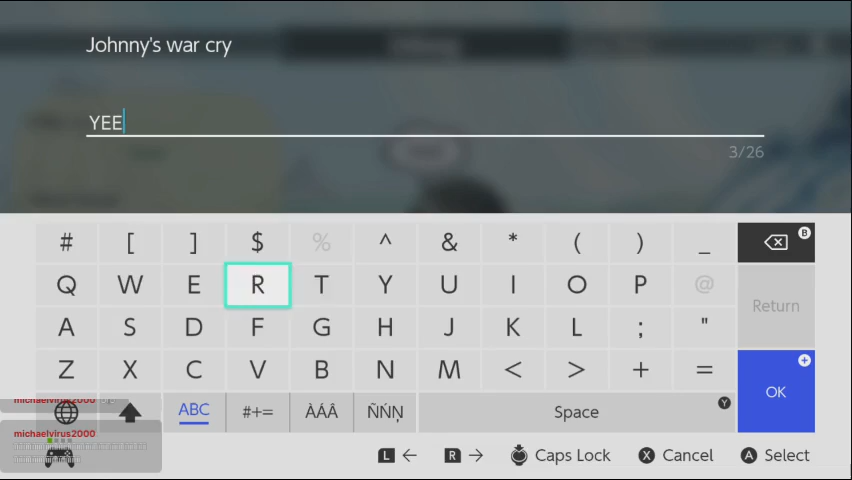 Johnny's war cry
YEE
3/26
# [ ] $ % ^ & * ( ) _ B
Q W E R T Y U I O P @
Return
A S D F G H J K L ; "
Z X C V B N M < > + =
OK
ABC #+= ÀÁÂ ÑŃŅ Space Y
michaelvirus2000
michaelvirus2000
L ← R → Caps Lock X Cancel A Select